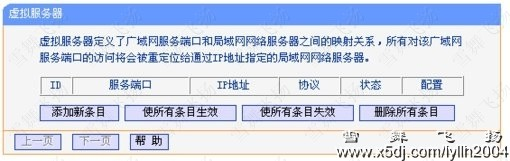 虚拟服务器
虚拟服务器定义了广域网服务端口和局域网网络服务器之间的映射关系，所有对该广域网
服务端口的访问将会被重定位给通过IP地址指定的局域网网络服务器。
ID 服务端口 IP地址 协议 状态 配置
添加新条目 使所有条目生效 使所有条目失效 删除所有条目
上一页 下一页 帮 助
雪 舞 飞 扬
www.x5dj.com/lyllh2004